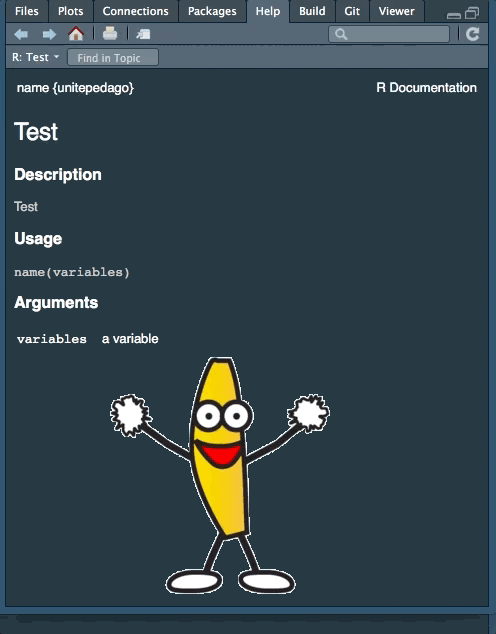 Files Plots Connections Packages Help Build Git Viewer
R: Test Find in Topic
name {unitepedago} R Documentation
Test
Description
Test
Usage
name(variables)
Arguments
variables a variable